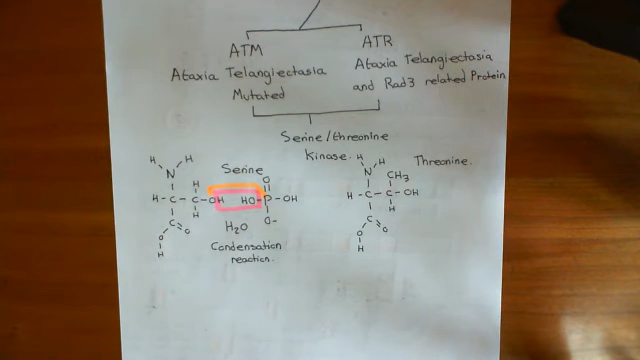 ATM
Ataxia Telangiectasia
Mutated
ATR
Ataxia Telangiectasia
and Rad3 related Protein
Serine/threonine
Kinase.
Serine
H H
N
H
H-C-C-OH HO-P-OH
O
O-
H
C
O
O
H
H2O
Condensation
reaction.
Threonine.
H H
N
CH3
H-C-C-OH
H
C
O
O
H